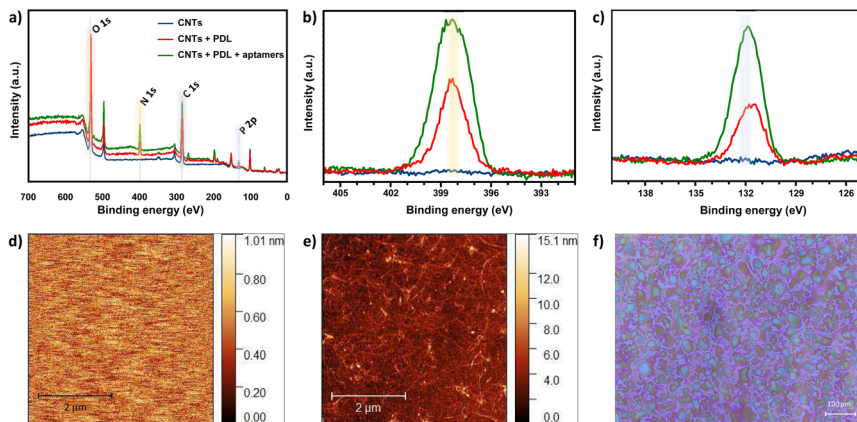 a)
O 1s
CNTs
CNTs + PDL
CNTs + PDL + aptamers
N 1s
C 1s
P 2p
Intensity (a.u.)
700 600 500 400 300 200 100 0
Binding energy (eV)
b)
Intensity (a.u.)
405 402 399 396 393
Binding energy (eV)
c)
Intensity (a.u.)
138 135 132 129 126
Binding energy (eV)
d)
2 µm
1.01 nm
0.80
0.60
0.40
0.20
0.00
e)
2 µm
15.1 nm
12.0
10.0
8.0
6.0
4.0
0.0
f)
100 µm